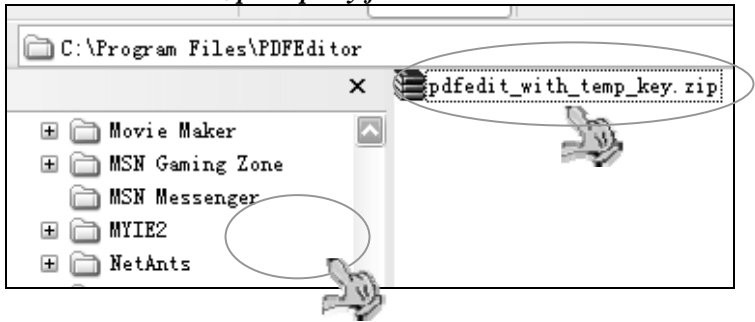 C:\Program Files\PDFEditor
pdfedit_with_temp_key.zip
Movie Maker
MSN Gaming Zone
MSN Messenger
MYIE2
NetAnts